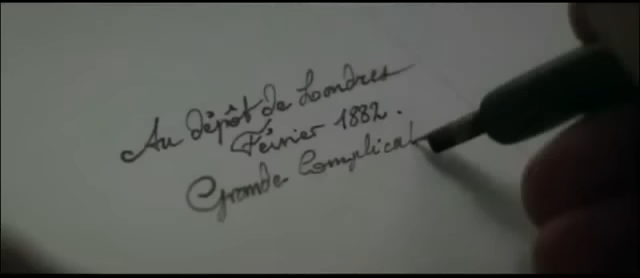 Au dépôt de Londres
Février 1882.
Grande Complicat